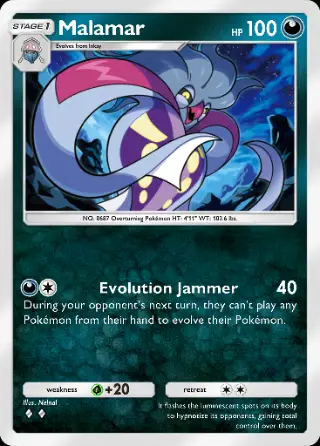 STAGE 1 Malamar HP 100
Evolves from Inkay
NO. 0687 Overturning Pokémon HT: 4'11" WT: 103.6 lbs.
Evolution Jammer 40
During your opponent's next turn, they can't play any
Pokémon from their hand to evolve their Pokémon.
weakness +20 retreat
Illus. Nelnal
It flashes the luminescent spots on its body
to hypnotize its opponents, gaining total
control over them.